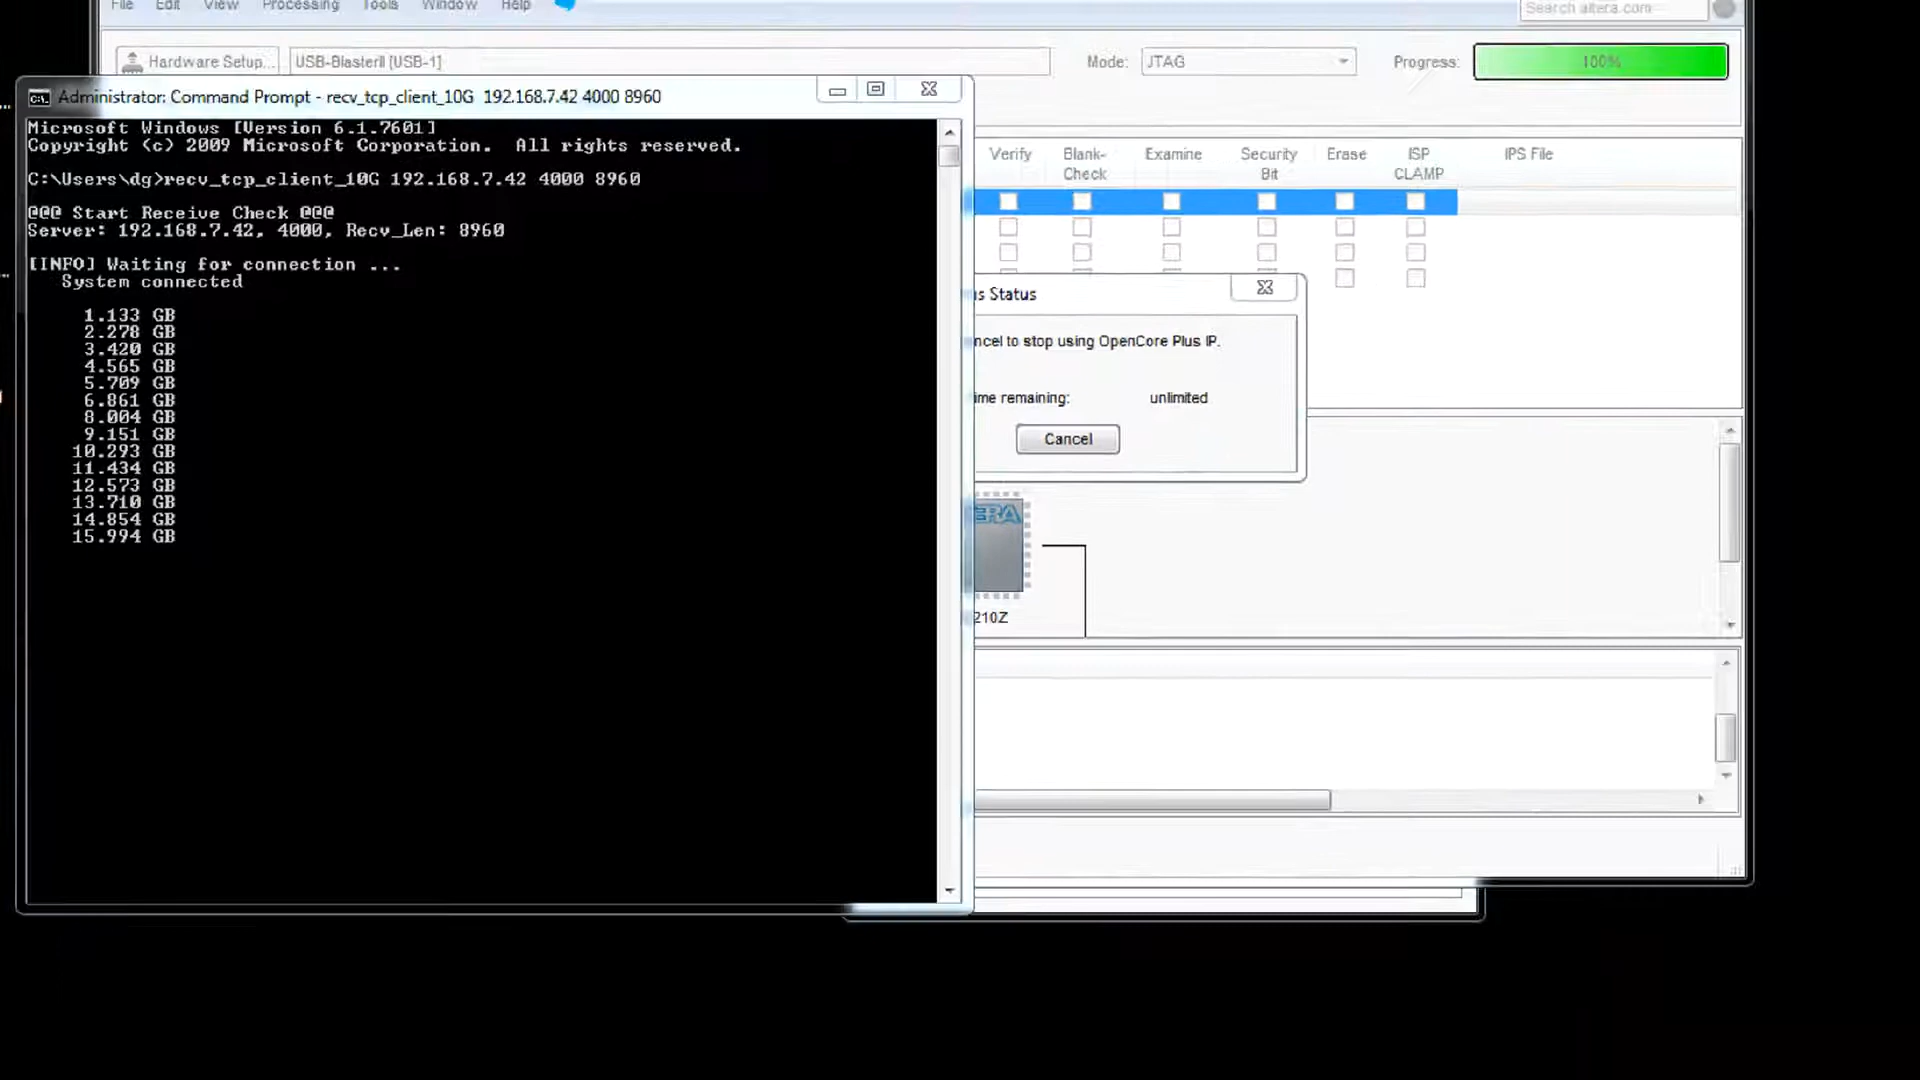 File Edit View Processing Tools Window Help
Search altera.com
Hardware Setup... USB-BlasterII [USB-1] Mode: JTAG Progress: 100%
Administrator: Command Prompt - recv_tcp_client_10G 192.168.7.42 4000 8960
Microsoft Windows [Version 6.1.7601]
Copyright (c) 2009 Microsoft Corporation. All rights reserved.
C:\Users\dg>recv_tcp_client_10G 192.168.7.42 4000 8960
@@@ Start Receive Check @@@
Server: 192.168.7.42, 4000, Recv_Len: 8960
[INFO] Waiting for connection ...
System connected
1.133 GB
2.278 GB
3.420 GB
4.565 GB
5.709 GB
6.861 GB
8.004 GB
9.151 GB
10.293 GB
11.434 GB
12.573 GB
13.710 GB
14.854 GB
15.994 GB
Verify Blank-Check Examine Security Bit Erase ISP CLAMP IPS File
s Status
ncel to stop using OpenCore Plus IP.
ime remaining: unlimited
Cancel
ERA
210Z